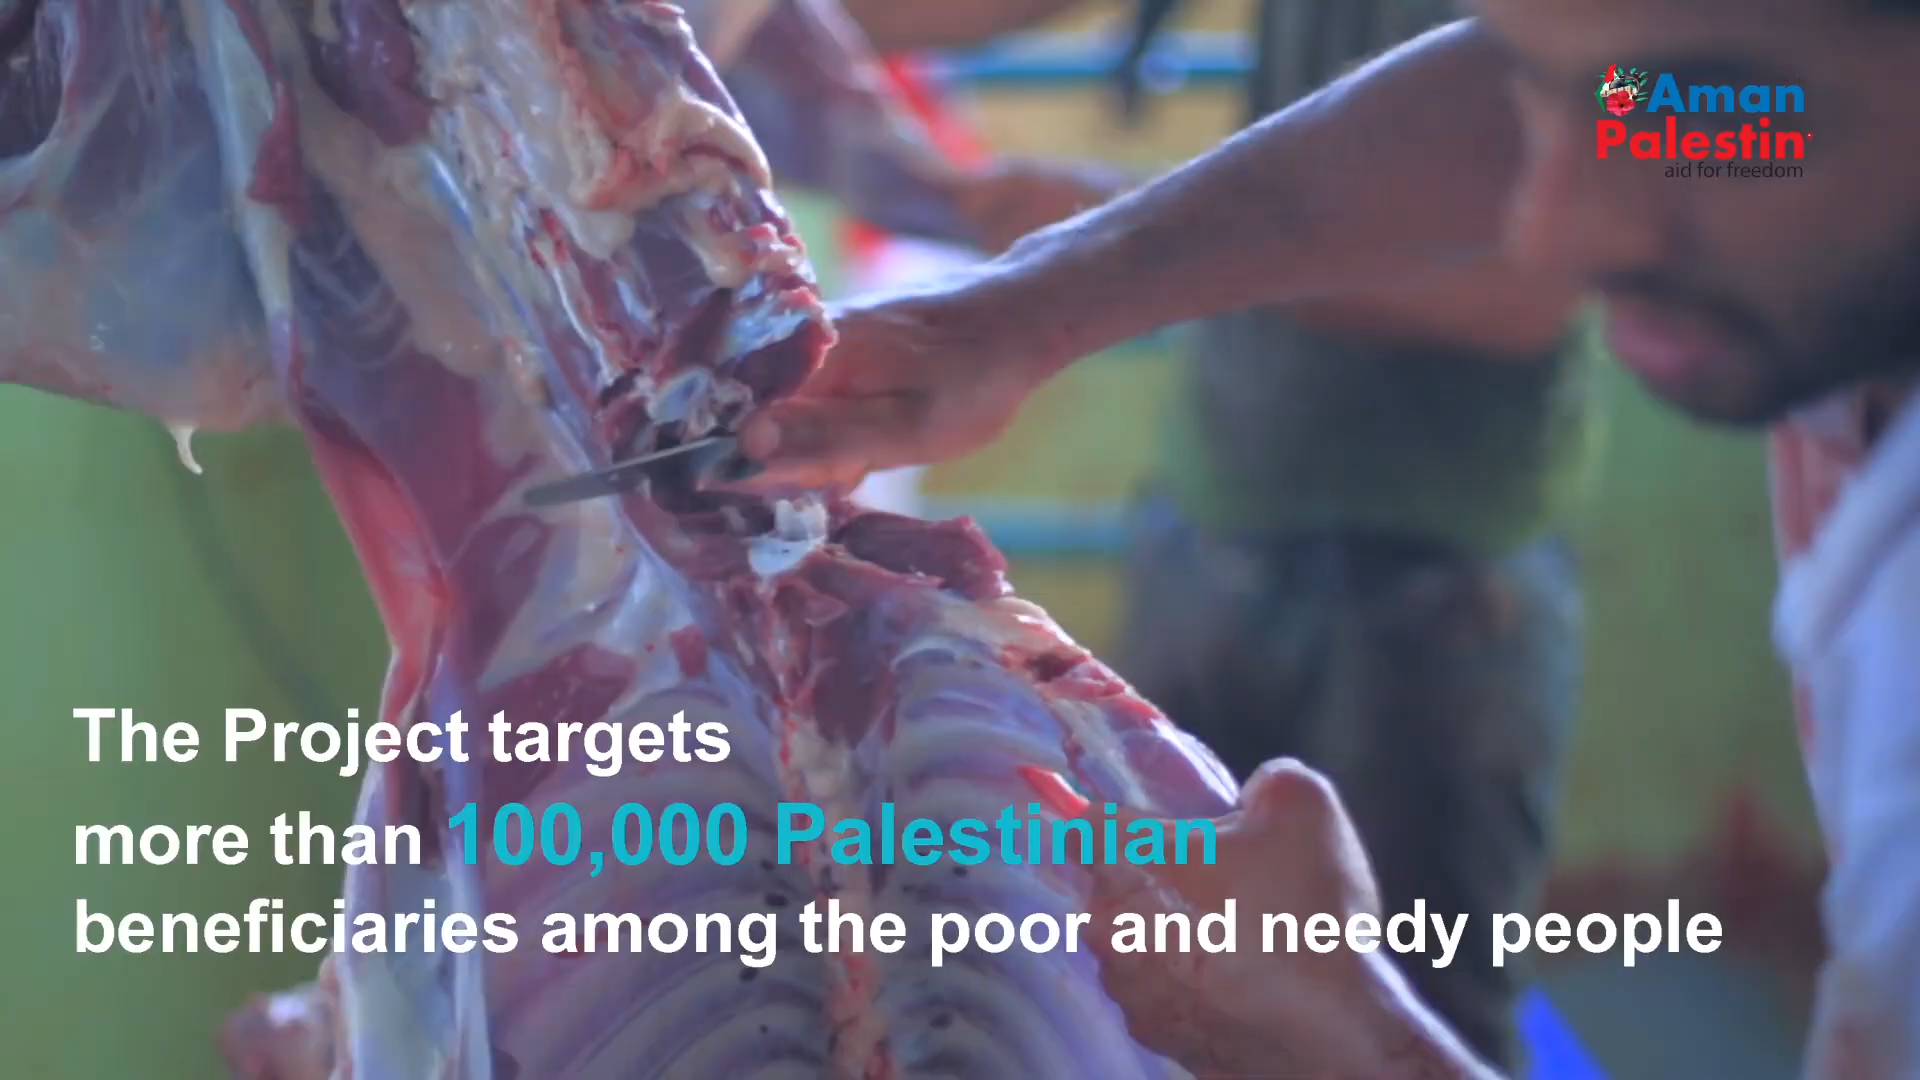 Aman
Palestin
aid for freedom
The Project targets
more than 100,000 Palestinian
beneficiaries among the poor and needy people